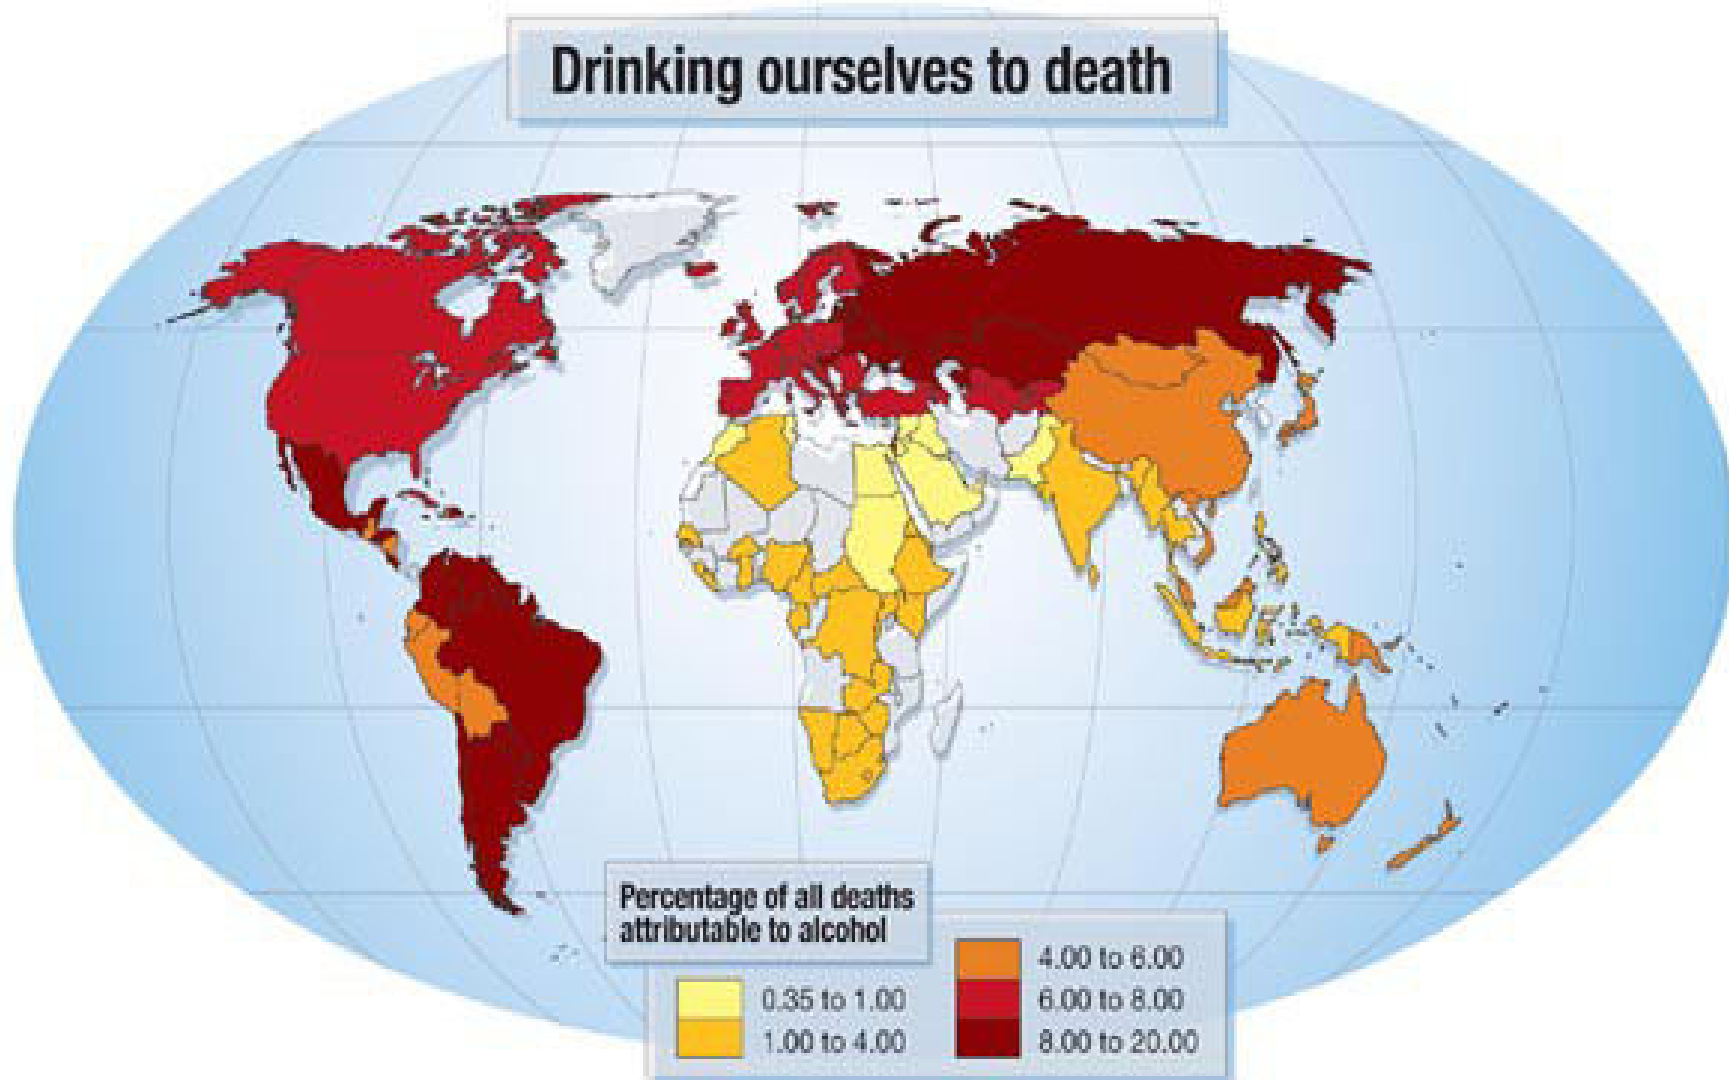 Drinking ourselves to death
Percentage of all deaths
attributable to alcohol
0.35 to 1.00
1.00 to 4.00
4.00 to 6.00
6.00 to 8.00
8.00 to 20.00